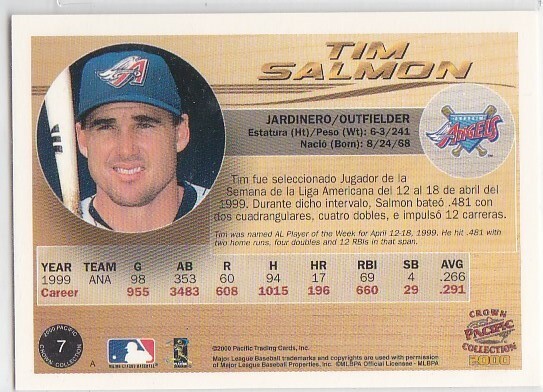 TIM
SALMON
JARDINERO/OUTFIELDER
Estatura (Ht)/Peso (Wt): 6-3/241
Nació (Born): 8/24/68
ANGELS
Tim fue seleccionado Jugador de la
Semana de la Liga Americana del 12 al 18 de abril del
1999. Durante dicho intervalo, Salmon bateó .481 con
dos cuadrangulares, cuatro dobles, e impulsó 12 carreras.
Tim was named AL Player of the Week for April 12-18, 1999. He hit .481 with
two home runs, four doubles and 12 RBIs in that span.
YEAR TEAM G AB R H HR RBI SB AVG
1999 ANA 98 353 60 94 17 69 4 .266
Career 955 3483 608 1015 196 660 29 .291
2000 PACIFIC
7
CROWN COLLECTION
A
MAJOR LEAGUE BASEBALL
©2000 Pacific Trading Cards, Inc.
Major League Baseball trademarks and copyrights are used with permission
of Major League Baseball Properties, Inc. ©MLBPA Official Licensee - MLBPA
CROWN
PACIFIC
COLLECTION
2000